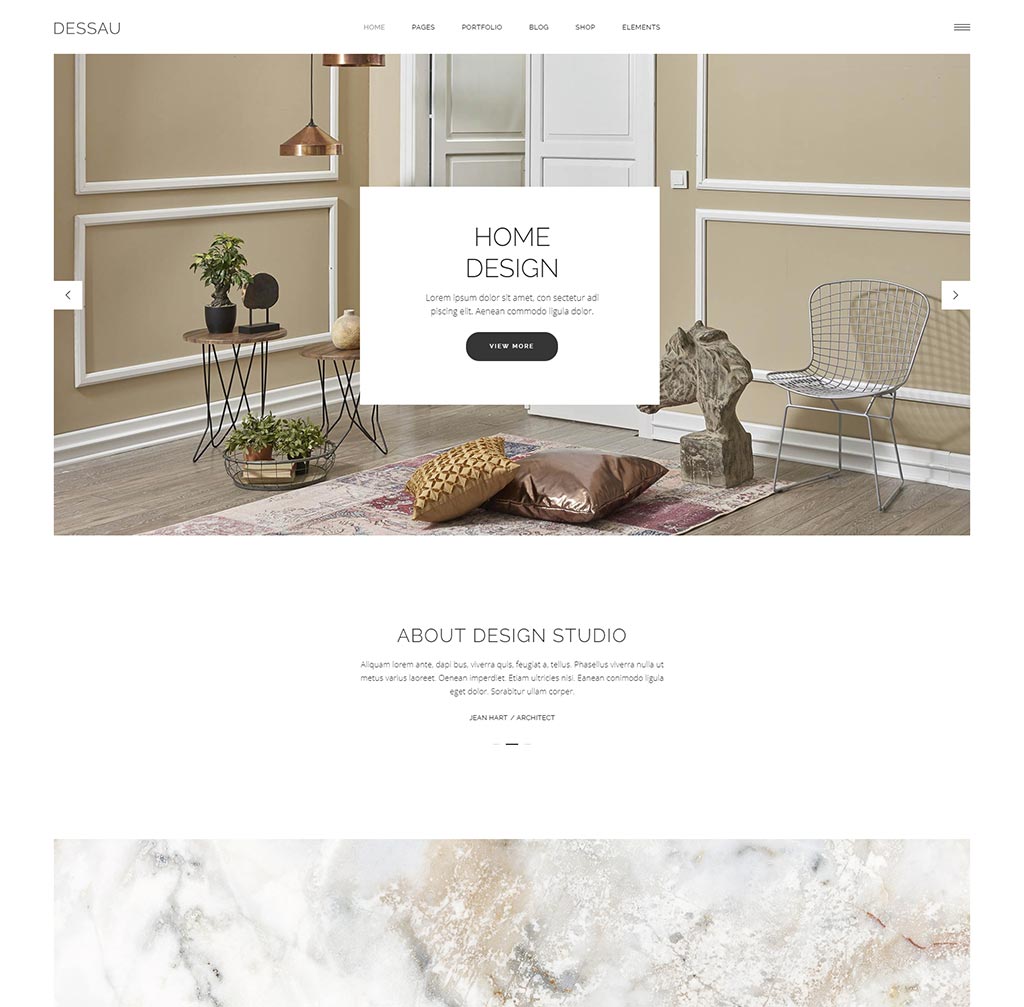 DESSAU
HOME PAGES PORTFOLIO BLOG SHOP ELEMENTS
HOME
DESIGN
Lorem ipsum dolor sit amet, con sectetur adi
piscing elit. Aenean commodo ligula dolor.
VIEW MORE
ABOUT DESIGN STUDIO
Aliquam lorem ante, dapi bus, viverra quis, feugiat a, tellus. Phasellus viverra nulla ut
metus varius laoreet. Oenean imperdiet. Etiam ultricies nisi. Eanean conimodo ligula
eget dolor. Sorabitur ullam corper.
JEAN HART / ARCHITECT